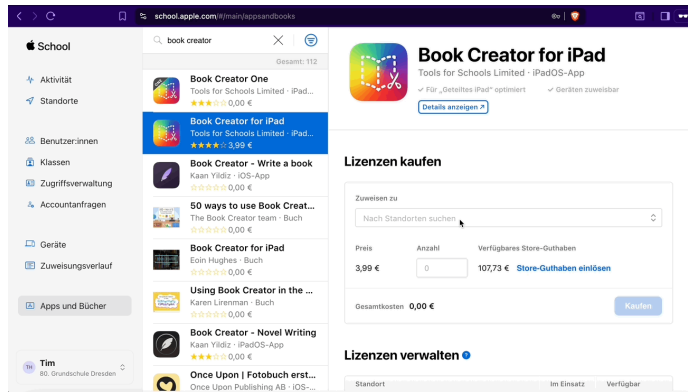 school.apple.com/#/main/appsandbooks
School
Aktivität
Standorte
Benutzer:innen
Klassen
Zugriffsverwaltung
Accountanfragen
Geräte
Zuweisungsverlauf
Apps und Bücher
TH
Tim
80. Grundschule Dresden
book creator
Gesamt: 112
Book Creator One
Tools for Schools Limited · iPad...
★★★☆☆ 0,00 €
Book Creator for iPad
Tools for Schools Limited · iPad...
★★★★☆ 3,99 €
Book Creator - Write a book
Kaan Yildiz · iOS-App
☆☆☆☆☆ 0,00 €
50 ways to use Book Creat...
The Book Creator team · Buch
☆☆☆☆☆ 0,00 €
Book Creator for iPad
Eoin Hughes · Buch
☆☆☆☆☆ 0,00 €
Using Book Creator in the ...
Karen Lirenman · Buch
☆☆☆☆☆ 0,00 €
Book Creator - Novel Writing
Kaan Yildiz · iPadOS-App
★★★☆☆ 0,00 €
Once Upon | Fotobuch erst...
Once Upon Publishing AB · iOS-...
Book Creator for iPad
Tools for Schools Limited · iPadOS-App
✓ Für „Geteiltes iPad" optimiert ✓ Geräten zuweisbar
Details anzeigen ↗
Lizenzen kaufen
Zuweisen zu
Nach Standorten suchen
Preis Anzahl Verfügbares Store-Guthaben
3,99 € 0 107,73 € Store-Guthaben einlösen
Gesamtkosten 0,00 € Kaufen
Lizenzen verwalten ?
Standort Im Einsatz Verfügbar